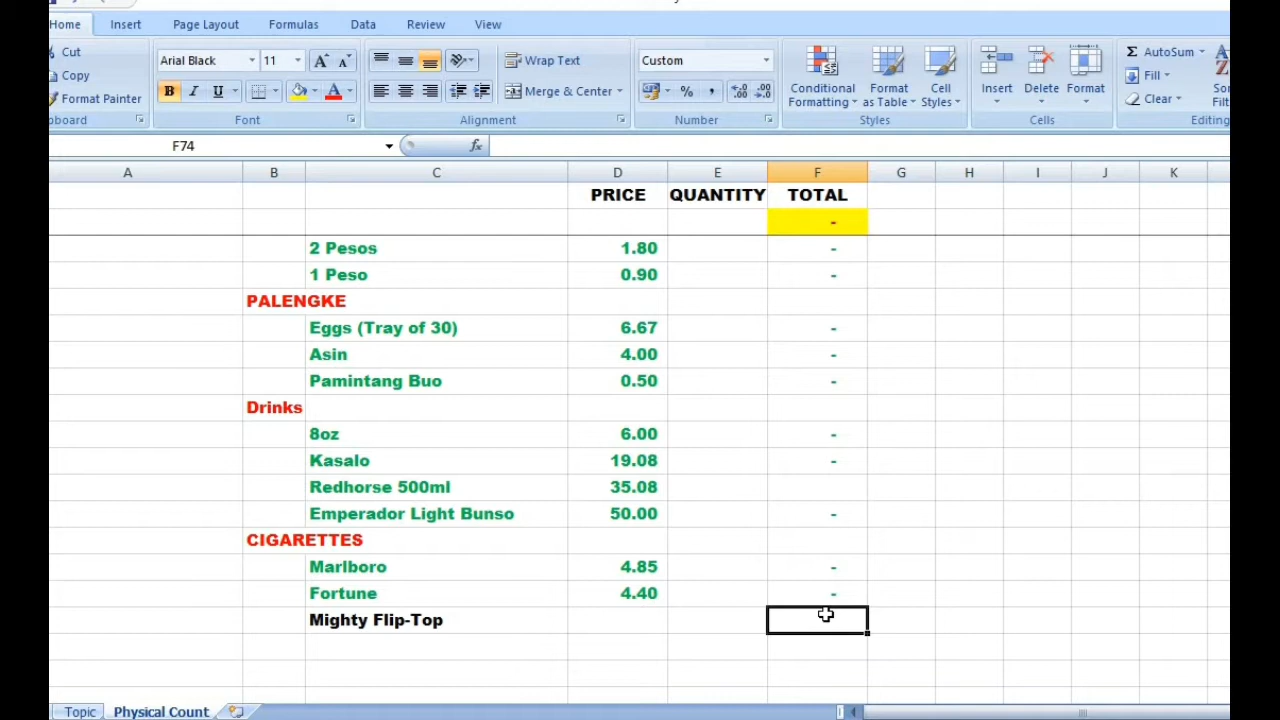 Home Insert Page Layout Formulas Data Review View
Cut
Copy
Format Painter
Arial Black 11
B I U
Wrap Text
Merge & Center
Custom
% ,
Conditional Formatting
Format as Table
Cell Styles
Insert Delete Format
Σ AutoSum
Fill
Clear
Font Alignment Number Styles Cells Editing
F74 fx
A B C D E F G H I J K
PRICE QUANTITY TOTAL
-
2 Pesos 1.80 -
1 Peso 0.90 -
PALENGKE
Eggs (Tray of 30) 6.67 -
Asin 4.00 -
Pamintang Buo 0.50 -
Drinks
8oz 6.00 -
Kasalo 19.08 -
Redhorse 500ml 35.08
Emperador Light Bunso 50.00 -
CIGARETTES
Marlboro 4.85 -
Fortune 4.40 -
Mighty Flip-Top
Topic Physical Count